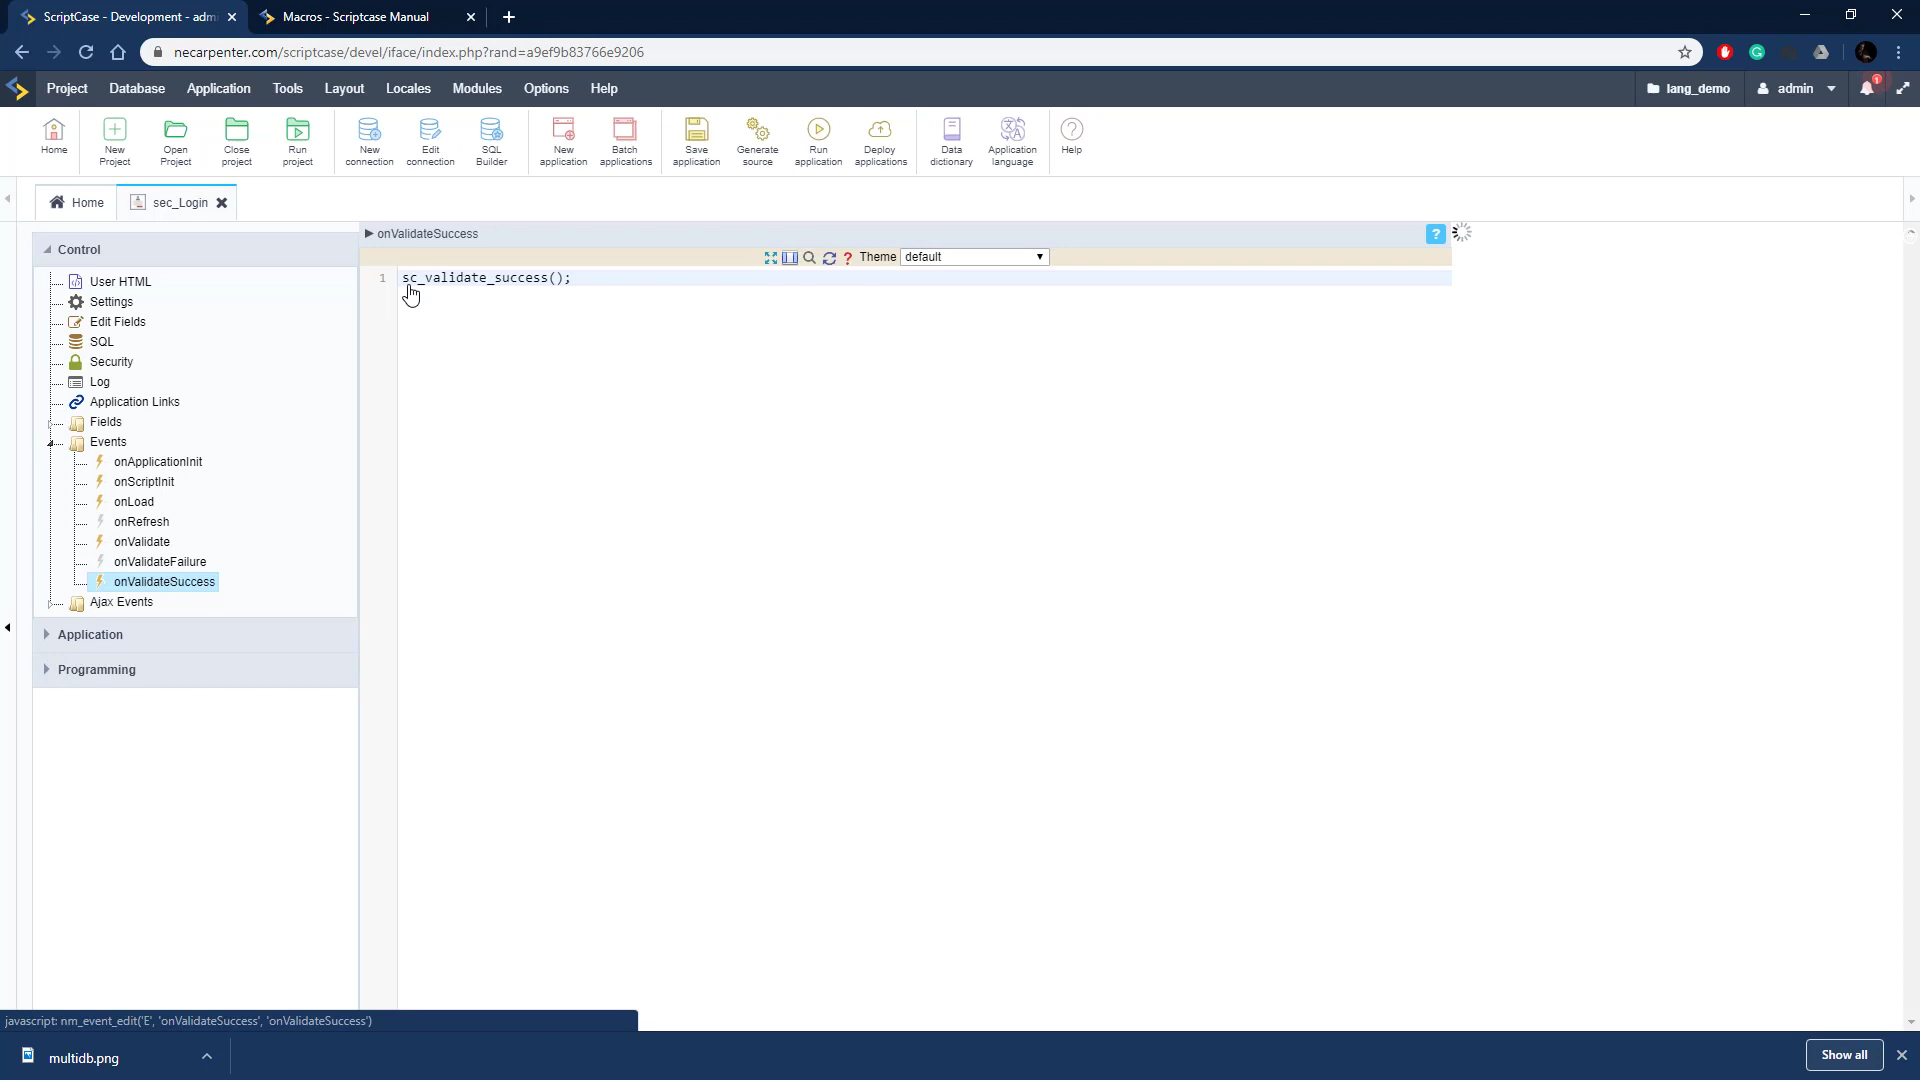 ScriptCase - Development - adm
Macros - Scriptcase Manual
necarpenter.com/scriptcase/devel/iface/index.php?rand=a9ef9b83766e9206
Project Database Application Tools Layout Locales Modules Options Help
lang_demo
admin
1
Home
New Project
Open Project
Close project
Run project
New connection
Edit connection
SQL Builder
New application
Batch applications
Save application
Generate source
Run application
Deploy applications
Data dictionary
Application language
Help
Home
sec_Login
Control
User HTML
Settings
Edit Fields
SQL
Security
Log
Application Links
Fields
Events
onApplicationInit
onScriptInit
onLoad
onRefresh
onValidate
onValidateFailure
onValidateSuccess
Ajax Events
Application
Programming
onValidateSuccess
?
? Theme default
1 sc_validate_success();
javascript: nm_event_edit('E', 'onValidateSuccess', 'onValidateSuccess')
multidb.png
Show all